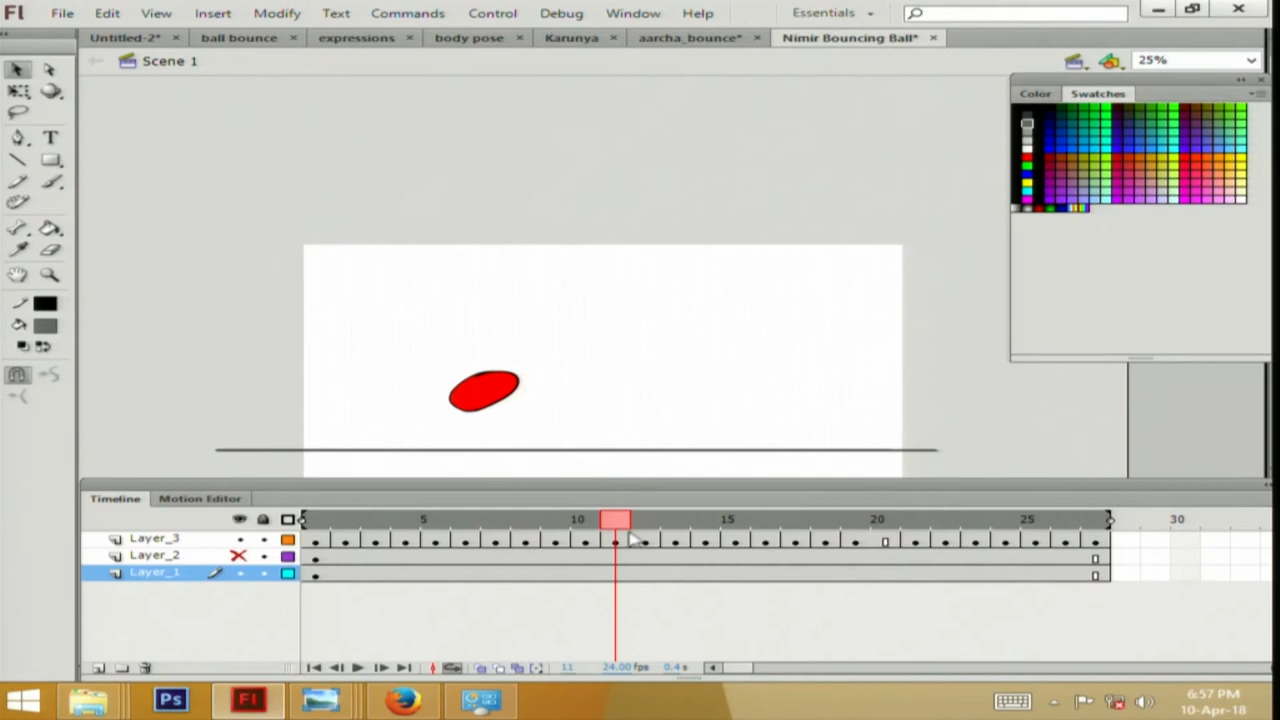 Fl File Edit View Insert Modify Text Commands Control Debug Window Help Essentials
Untitled-2* × ball bounce × expressions × body pose × Karunya × aarcha_bounce* × Nimir Bouncing Ball* ×
Scene 1 25%
Color Swatches
T
Timeline Motion Editor
5 10 15 20 25 30
Layer_3
Layer_2
Layer_1
11 24.00 fps 0.4 s
Ps Fl
6:57 PM
10-Apr-18